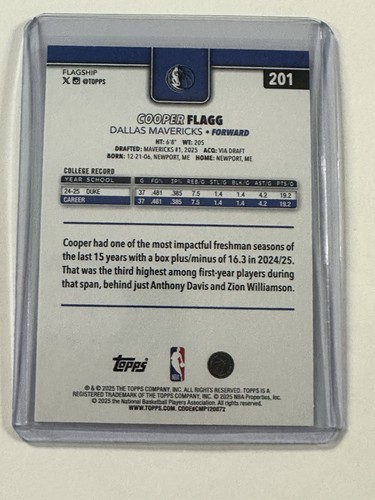 FLAGSHIP
X @TOPPS
201
COOPER FLAGG
DALLAS MAVERICKS • FORWARD
HT: 6'8" WT: 205
DRAFTED: MAVERICKS #1, 2025 ACQ: VIA DRAFT
BORN: 12-21-06, NEWPORT, ME HOME: NEWPORT, ME
COLLEGE RECORD
YEAR SCHOOL G FG% 3P% REB/G STL/G BLK/G AST/G PTS/G
24-25 DUKE 37 .481 .385 7.5 1.4 1.4 4.2 19.2
CAREER 37 .481 .385 7.5 1.4 1.4 4.2 19.2
Cooper had one of the most impactful freshman seasons of
the last 15 years with a box plus/minus of 16.3 in 2024/25.
That was the third highest among first-year players during
that span, behind just Anthony Davis and Zion Williamson.
Topps
NBA
® & © 2025 THE TOPPS COMPANY, INC. ALL RIGHTS RESERVED. TOPPS IS A
REGISTERED TRADEMARK OF THE TOPPS COMPANY, INC. © 2025 NBA Properties, Inc.
© 2025 the National Basketball Players Association. All rights reserved.
WWW.TOPPS.COM CODE#CMP120672